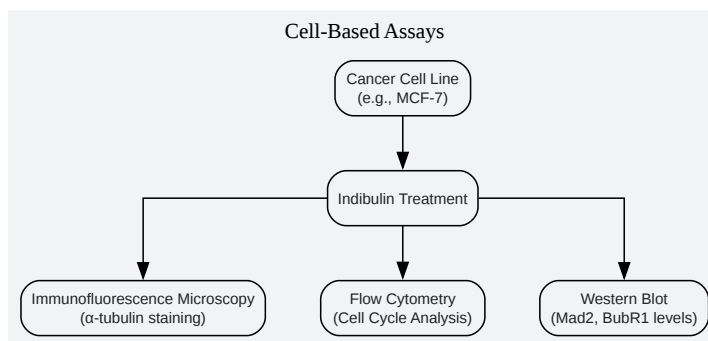 Cell-Based Assays
Cancer Cell Line
(e.g., MCF-7)
Indibulin Treatment
Immunofluorescence Microscopy
(α-tubulin staining)
Flow Cytometry
(Cell Cycle Analysis)
Western Blot
(Mad2, BubR1 levels)